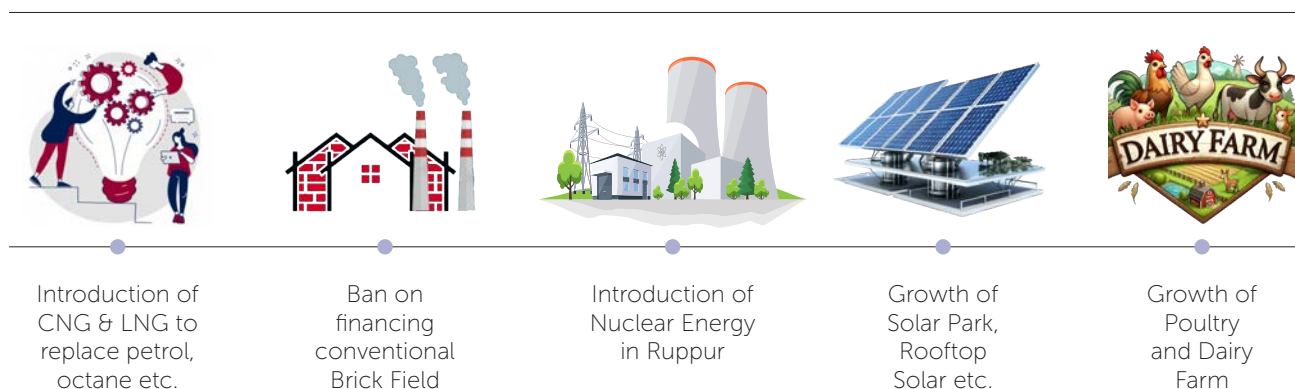 DAIRY FARM
Introduction of
CNG & LNG to
replace petrol,
octane etc.
Ban on
financing
conventional
Brick Field
Introduction of
Nuclear Energy
in Ruppur
Growth of
Solar Park,
Rooftop
Solar etc.
Growth of
Poultry
and Dairy
Farm